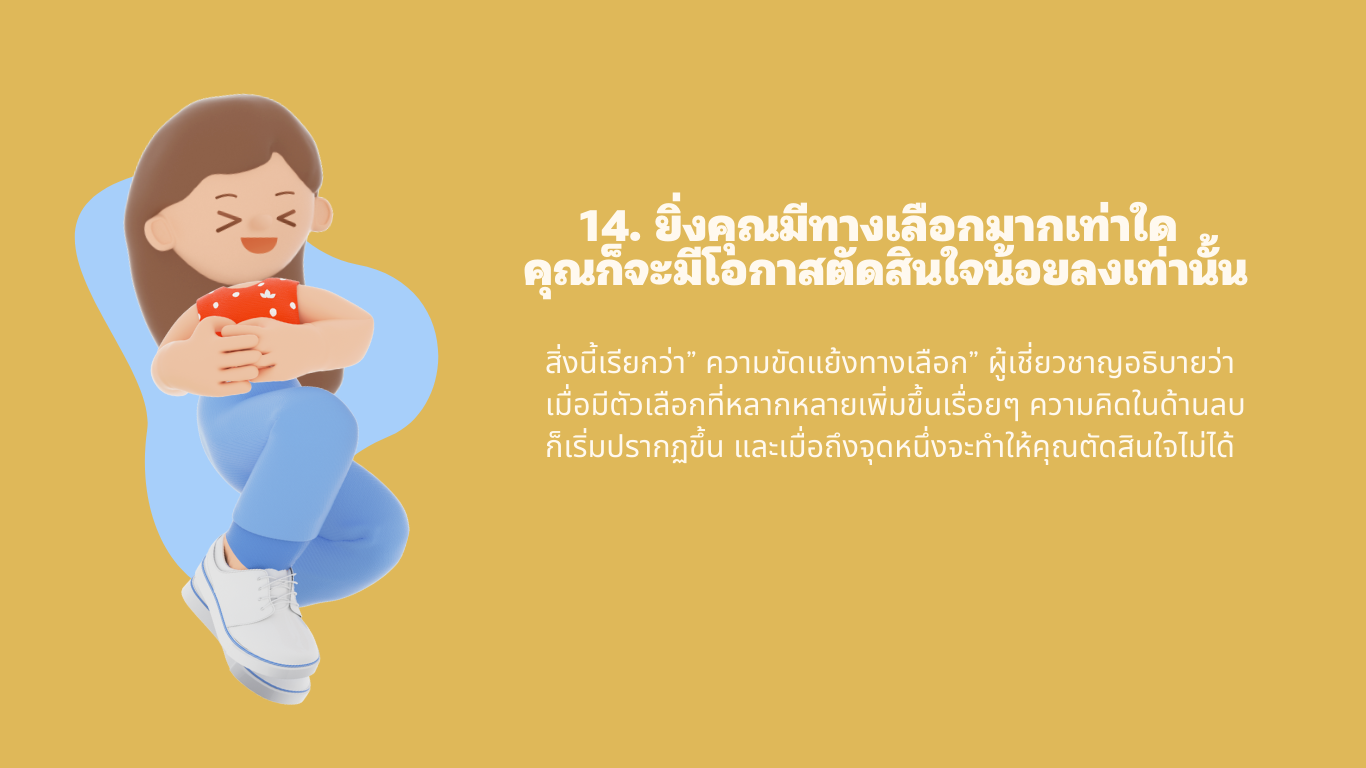 14. ยิ่งคุณมีทางเลือกมากเท่าใด
คุณก็จะมีโอกาสตัดสินใจน้อยลงเท่านั้น
สิ่งนี้เรียกว่า” ความขัดแย้งทางเลือก” ผู้เชี่ยวชาญอธิบายว่า
เมื่อมีตัวเลือกที่หลากหลายเพิ่มขึ้นเรื่อยๆ ความคิดในด้านลบ
ก็เริ่มปรากฏขึ้น และเมื่อถึงจุดหนึ่งจะทำให้คุณตัดสินใจไม่ได้